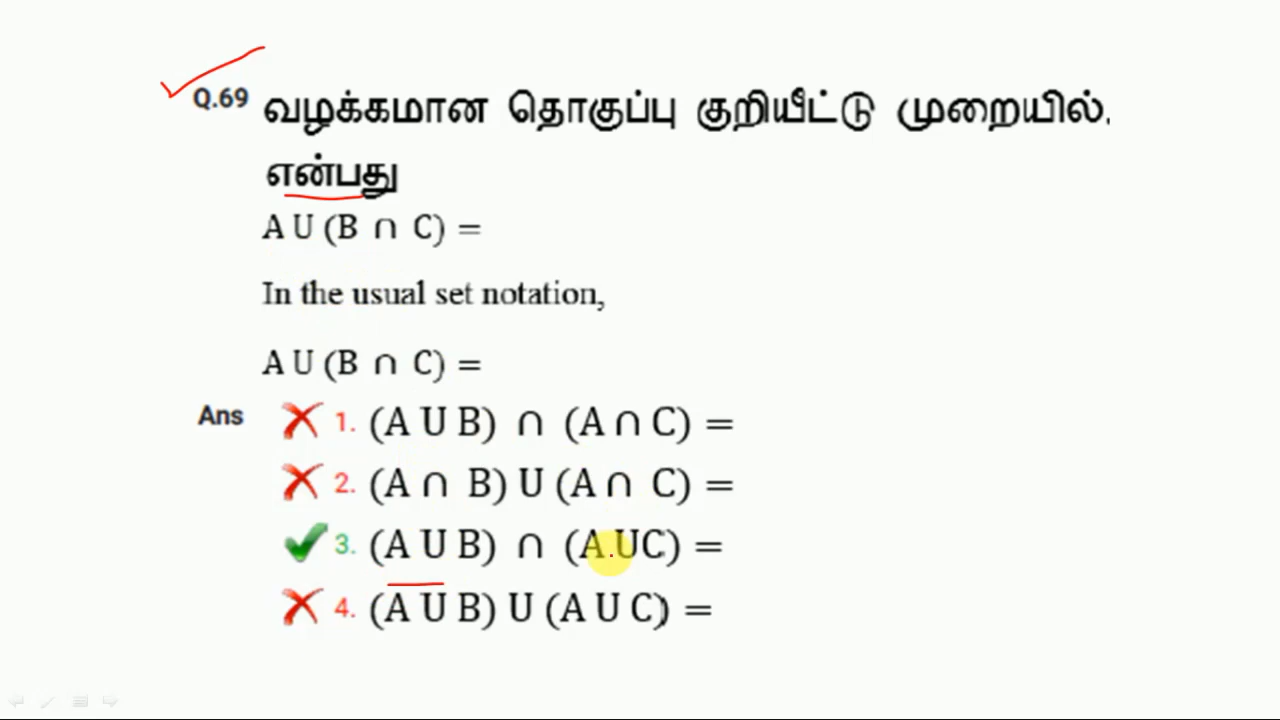 Q.69 வழக்கமான தொகுப்பு குறியீட்டு முறையில்.
என்பது
A U (B ∩ C) =
In the usual set notation,
A U (B ∩ C) =
Ans 1. (A U B) ∩ (A ∩ C) =
2. (A ∩ B) U (A ∩ C) =
3. (A U B) ∩ (A UC) =
4. (A U B) U (A U C) =